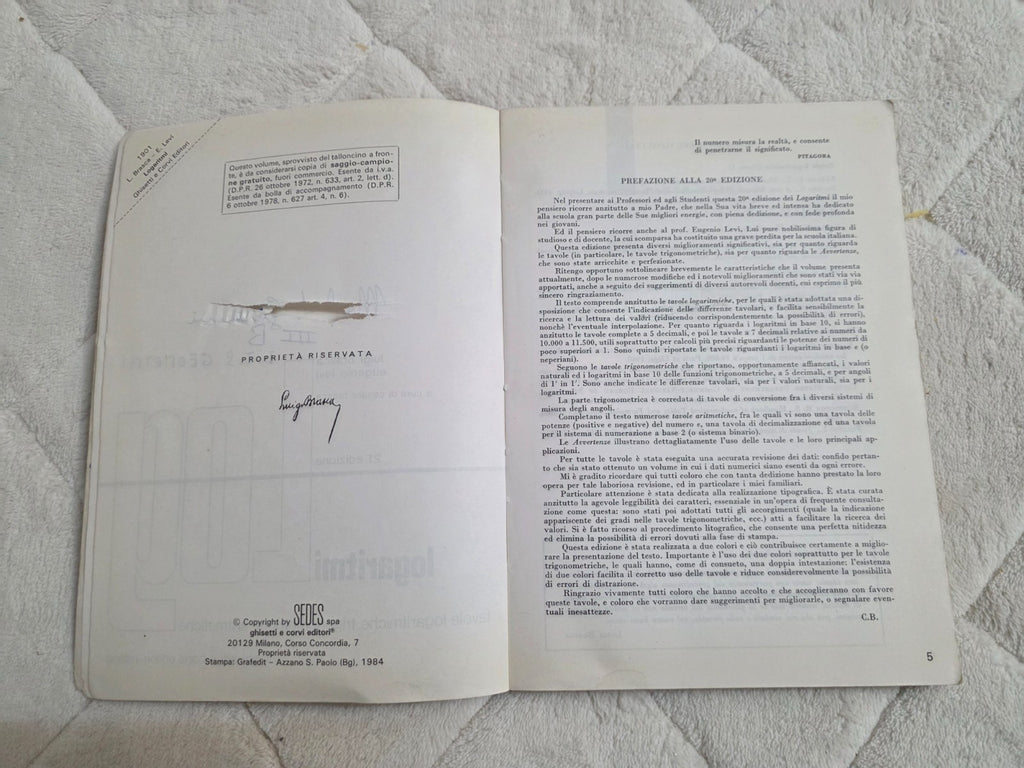 1901
L. Brasca - E. Levi
Logaritmi
Ghisetti e Corvi Editori
Questo volume, sprovvisto del talloncino a fron-
te, è da considerarsi copia di saggio-campio-
ne gratuito, fuori commercio. Esente da i.v.a.
(D.P.R. 26 ottobre 1972, n. 633, art. 2, lett. d).
Esente da bolla di accompagnamento (D.P.R.
6 ottobre 1978, n. 627 art. 4, n. 6).
PROPRIETÀ RISERVATA
Luigi Brasca
© Copyright by SEDES spa
ghisetti e corvi editori®
20129 Milano, Corso Concordia, 7
Proprietà riservata
Stampa: Grafedit - Azzano S. Paolo (Bg), 1984
Il numero misura la realtà, e consente
di penetrarne il significato.
PITAGORA
PREFAZIONE ALLA 20ª EDIZIONE
Nel presentare ai Professori ed agli Studenti questa 20ª edizione dei Logaritmi il mio
pensiero ricorre anzitutto a mio Padre, che nella Sua vita breve ed intensa ha dedicato
alla scuola gran parte delle Sue migliori energie, con piena dedizione, e con fede profonda
nei giovani.
Ed il pensiero ricorre anche al prof. Eugenio Levi, Lui pure nobilissima figura di
studioso e di docente, la cui scomparsa ha costituito una grave perdita per la scuola italiana.
Questa edizione presenta diversi miglioramenti significativi, sia per quanto riguarda
le tavole (in particolare, le tavole trigonometriche), sia per quanto riguarda le Avvertenze,
che sono state arricchite e perfezionate.
Ritengo opportuno sottolineare brevemente le caratteristiche che il volume presenta
attualmente, dopo le numerose modifiche ed i notevoli miglioramenti che sono stati via via
apportati, anche a seguito dei suggerimenti di diversi autorevoli docenti, cui esprimo il più
sincero ringraziamento.
Il testo comprende anzitutto le tavole logaritmiche, per le quali è stata adottata una di-
sposizione che consente l'indicazione delle differenze tavolari, e facilita sensibilmente la
ricerca e la lettura dei valori (riducendo corrispondentemente la possibilità di errori),
nonchè l'eventuale interpolazione. Per quanto riguarda i logaritmi in base 10, si hanno
anzitutto le tavole complete a 5 decimali, e poi le tavole a 7 decimali relative ai numeri da
10.000 a 11.500, utili soprattutto per calcoli più precisi riguardanti le potenze dei numeri di
poco superiori a 1. Sono quindi riportate le tavole riguardanti i logaritmi in base e (o
neperiani).
Seguono le tavole trigonometriche che riportano, opportunamente affiancati, i valori
naturali ed i logaritmi in base 10 delle funzioni trigonometriche, a 5 decimali, e per angoli
di 1' in 1'. Sono anche indicate le differenze tavolari, sia per i valori naturali, sia per i
logaritmi.
La parte trigonometrica è corredata di tavole di conversione fra i diversi sistemi di
misura degli angoli.
Completano il testo numerose tavole aritmetiche, fra le quali vi sono una tavola delle
potenze (positive e negative) del numero e, una tavola di decimalizzazione ed una tavola
per il sistema di numerazione a base 2 (o sistema binario).
Le Avvertenze illustrano dettagliatamente l'uso delle tavole e le loro principali ap-
plicazioni.
Per tutte le tavole è stata eseguita una accurata revisione dei dati: confido pertan-
to che sia stato ottenuto un volume in cui i dati numerici siano esenti da ogni errore.
Mi è gradito ricordare qui tutti coloro che con tanta dedizione hanno prestato la loro
opera per tale laboriosa revisione, ed in particolare i miei familiari.
Particolare attenzione è stata dedicata alla realizzazione tipografica. È stata curata
anzitutto la agevole leggibilità dei caratteri, essenziale in un'opera di frequente consulta-
zione come questa: sono stati poi adottati tutti gli accorgimenti (quale la indicazione
appariscente dei gradi nelle tavole trigonometriche, ecc.) atti a facilitare la ricerca dei
valori. Si è fatto ricorso al procedimento litografico, che consente una perfetta nitidezza
ed elimina la possibilità di errori dovuti alla fase di stampa.
Questa edizione è stata realizzata a due colori e ciò contribuisce certamente a miglio-
rare la presentazione del testo. Importante è l'uso dei due colori soprattutto per le tavole
trigonometriche, le quali hanno, come di consueto, una doppia intestazione: l'esistenza
di due colori facilita il corretto uso delle tavole e riduce considerevolmente la possibilità
di errori di distrazione.
Ringrazio vivamente tutti coloro che hanno accolto e che accoglieranno con favore
queste tavole, e coloro che vorranno dare suggerimenti per migliorarle, o segnalare even-
tuali inesattezze.
C.B.
5